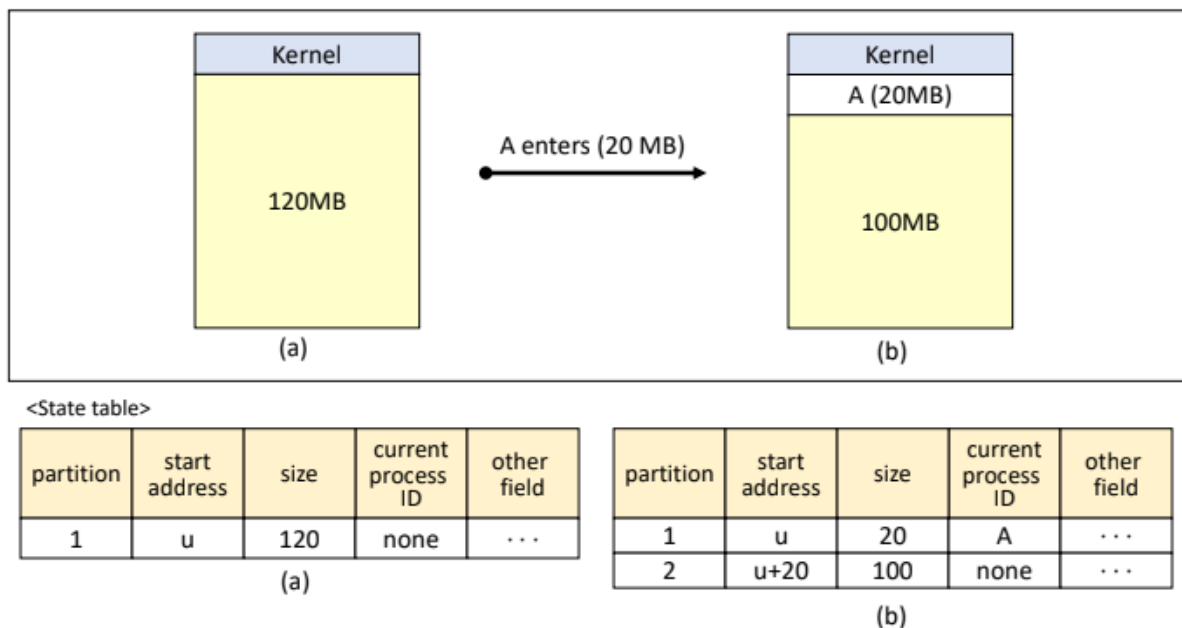 Kernel
120MB
(a)
A enters (20 MB)
Kernel
A (20MB)
100MB
(b)
<State table>
partition start address size current process ID other field
1 u 120 none ···
(a)
partition start address size current process ID other field
1 u 20 A ···
2 u+20 100 none ···
(b)